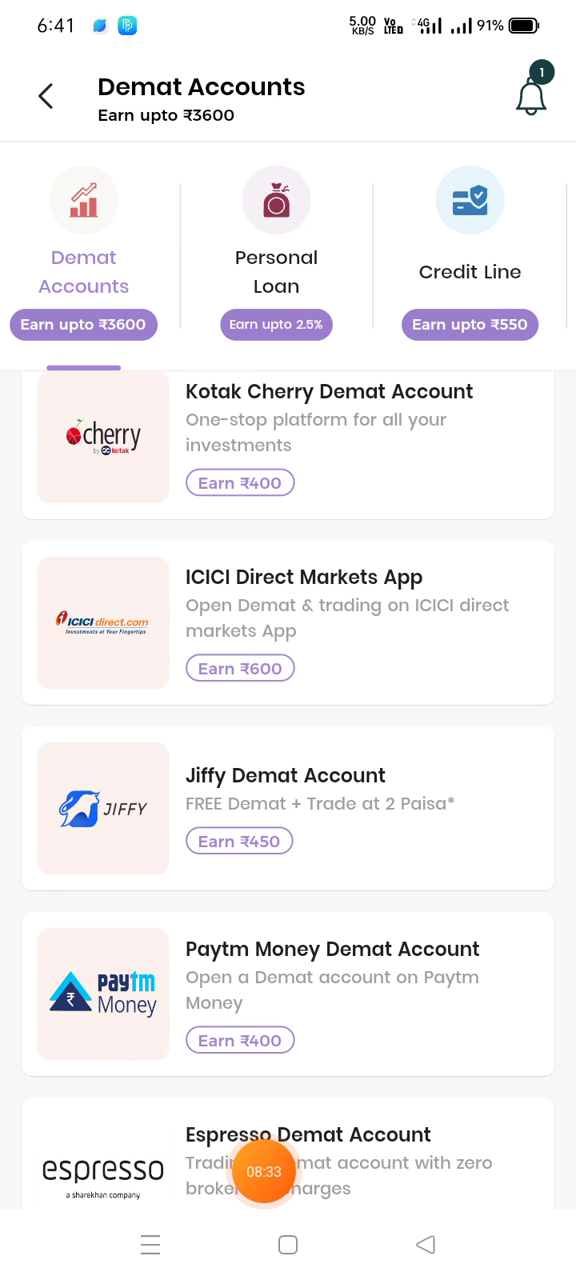 6:41
5.00 KB/S
Vo LTED
4G
91%
Demat Accounts
1
Earn upto ₹3600
Demat
Accounts
Earn upto ₹3600
Personal
Loan
Earn upto 2.5%
Credit Line
Earn upto ₹550
Kotak Cherry Demat Account
One-stop platform for all your
investments
Earn ₹400
cherry
by kotak
ICICI Direct Markets App
Open Demat & trading on ICICI direct
markets App
Earn ₹600
ICICI direct.com
Investments at Your Fingertips
Jiffy Demat Account
FREE Demat + Trade at 2 Paisa*
Earn ₹450
JIFFY
Paytm Money Demat Account
Open a Demat account on Paytm
Money
Earn ₹400
paytm
Money
Espresso Demat Account
mat account with zero
espresso
a sharekhan company
08:33